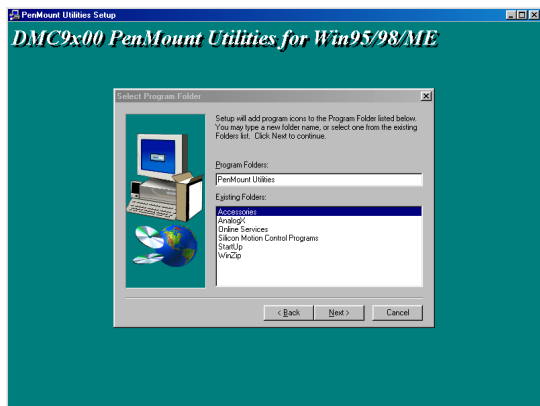 PenMount Utilities Setup
DMC9x00 PenMount Utilities for Win95/98/ME
Select Program Folder
Setup will add program icons to the Program Folder listed below.
You may type a new folder name, or select one from the existing
Folders list. Click Next to continue.
Program Folders:
PenMount Utilities
Existing Folders:
Accessories
AnalogX
Online Services
Silicon Motion Control Programs
StartUp
WinZip
< Back Next > Cancel